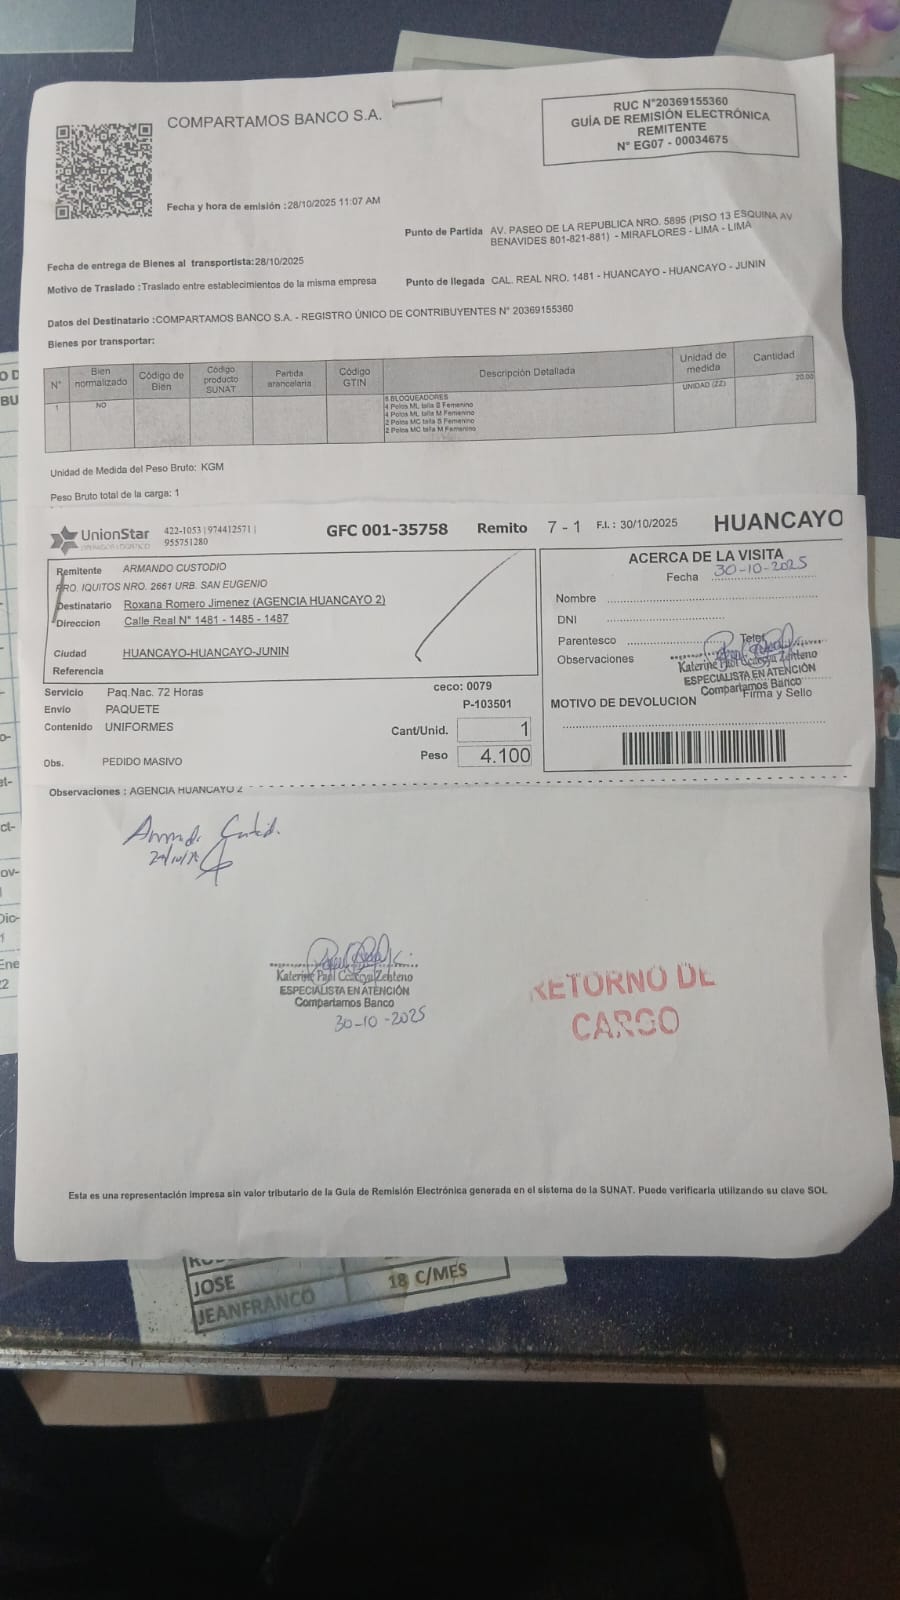 COMPARTAMOS BANCO S.A.
RUC N°20369155360
GUÍA DE REMISIÓN ELECTRÓNICA
REMITENTE
N° EG07 - 00034675
Fecha y hora de emisión :28/10/2025 11:07 AM
Punto de Partida AV. PASEO DE LA REPUBLICA NRO. 5895 (PISO 13 ESQUINA AV
BENAVIDES 801-821-881) - MIRAFLORES - LIMA - LIMA
Fecha de entrega de Bienes al transportista:28/10/2025
Motivo de Traslado :Traslado entre establecimientos de la misma empresa
Punto de llegada CAL. REAL NRO. 1481 - HUANCAYO - HUANCAYO - JUNIN
Datos del Destinatario :COMPARTAMOS BANCO S.A. - REGISTRO ÚNICO DE CONTRIBUYENTES N° 20369155360
Bienes por transportar:
N° Bien normalizado Código de Bien Código producto SUNAT Partida arancelaria Código GTIN Descripción Detallada Unidad de medida Cantidad
1 NO 8 BLOQUEADORES UNIDAD (ZZ) 20.00
4 Polos ML talla S Femenino
4 Polos ML talla M Femenino
2 Polos MC talla S Femenino
2 Polos MC talla M Femenino
Unidad de Medida del Peso Bruto: KGM
Peso Bruto total de la carga: 1
UnionStar
OPERADOR LOGISTICO
422-1053 | 974412571 |
955751280
GFC 001-35758 Remito 7 - 1 F.I.: 30/10/2025 HUANCAYO
Remitente ARMANDO CUSTODIO
PRO. IQUITOS NRO. 2661 URB. SAN EUGENIO
Destinatario Roxana Romero Jimenez (AGENCIA HUANCAYO 2)
Direccion Calle Real N° 1481 - 1485 - 1487
Ciudad HUANCAYO-HUANCAYO-JUNIN
Referencia
Servicio Paq.Nac. 72 Horas
Envio PAQUETE
Contenido UNIFORMES
Obs. PEDIDO MASIVO
ceco: 0079
P-103501
Cant/Unid. 1
Peso 4.100
ACERCA DE LA VISITA
Fecha 30-10-2025
Nombre
DNI
Parentesco Telef
Observaciones
ESPECIALISTA EN ATENCIÓN
Compartamos Banco
Firma y Sello
MOTIVO DE DEVOLUCION
Observaciones : AGENCIA HUANCAYO 2
ESPECIALISTA EN ATENCIÓN
Compartamos Banco
30-10-2025
RETORNO DE
CARGO
Esta es una representación impresa sin valor tributario de la Guia de Remisión Electrónica generada en el sistema de la SUNAT. Puede verificarla utilizando su clave SOL
JOSE 18 C/MES
JEANFRANCO